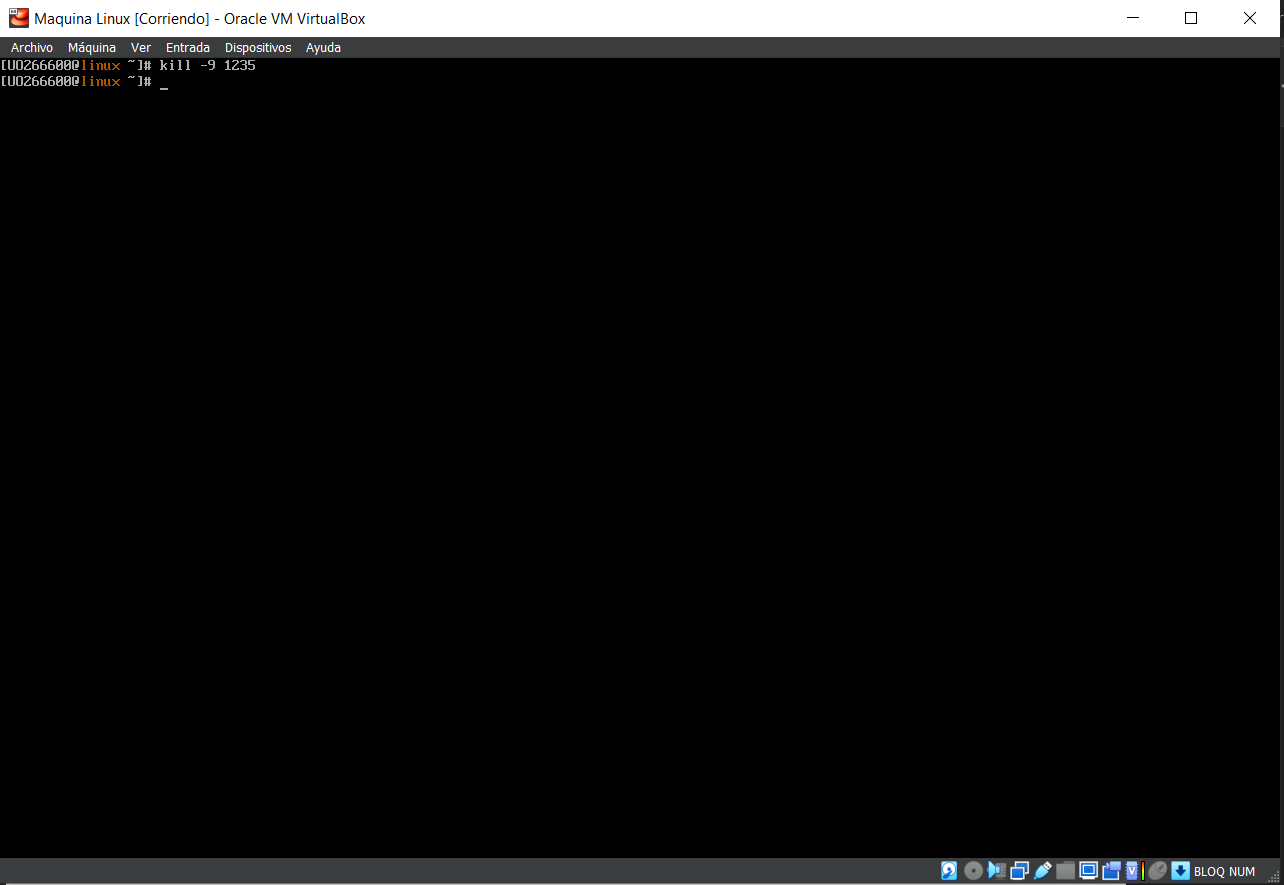 Maquina Linux [Corriendo] - Oracle VM VirtualBox
Archivo Máquina Ver Entrada Dispositivos Ayuda
[UO266600@linux ~]# kill -9 1235
[UO266600@linux ~]# _
BLOQ NUM